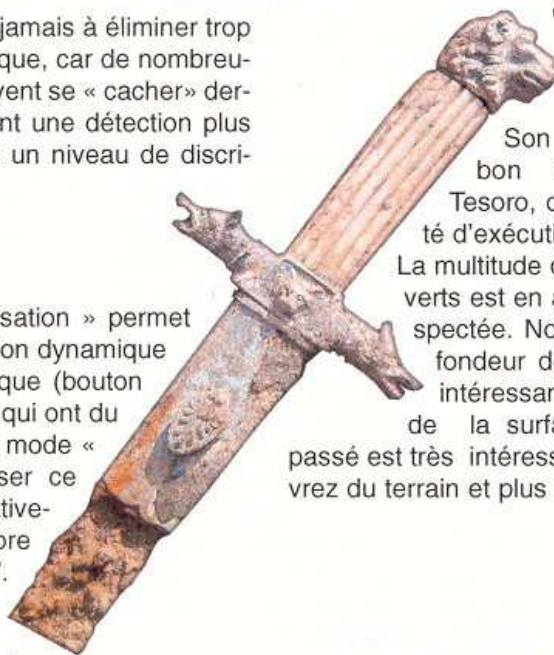 jamais à éliminer trop
que, car de nombreu-
vent se « cacher» der-
nt une détection plus
un niveau de discri-
sation » permet
on dynamique
que (bouton
qui ont du
mode «
ser ce
ative-
ore
".
Son
bon
Tesoro, c
té d'exécuti
La multitude d
verts est en a
spectée. No
fondeur d
intéressar
de la surfa
passé est très intéress
vrez du terrain et plus